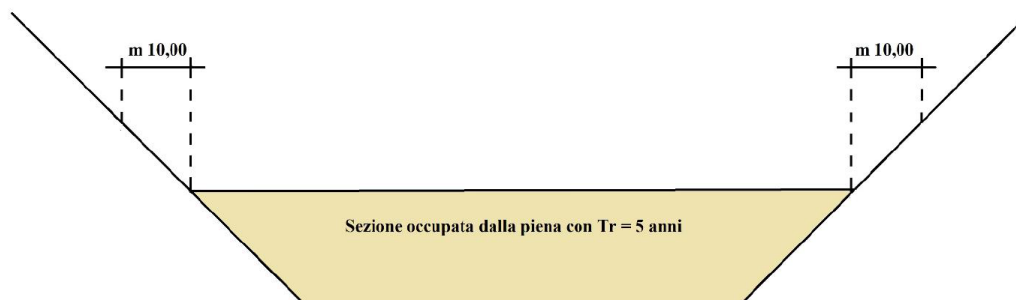 m 10,00
m 10,00
Sezione occupata dalla piena con Tr = 5 anni